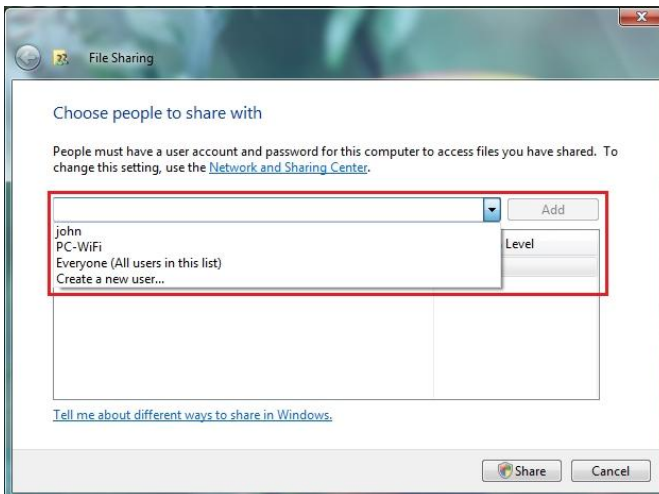 File Sharing
Choose people to share with
People must have a user account and password for this computer to access files you have shared. To
change this setting, use the Network and Sharing Center.
Add
john
PC-WiFi
Everyone (All users in this list)
Create a new user...
Level
Tell me about different ways to share in Windows.
Share
Cancel